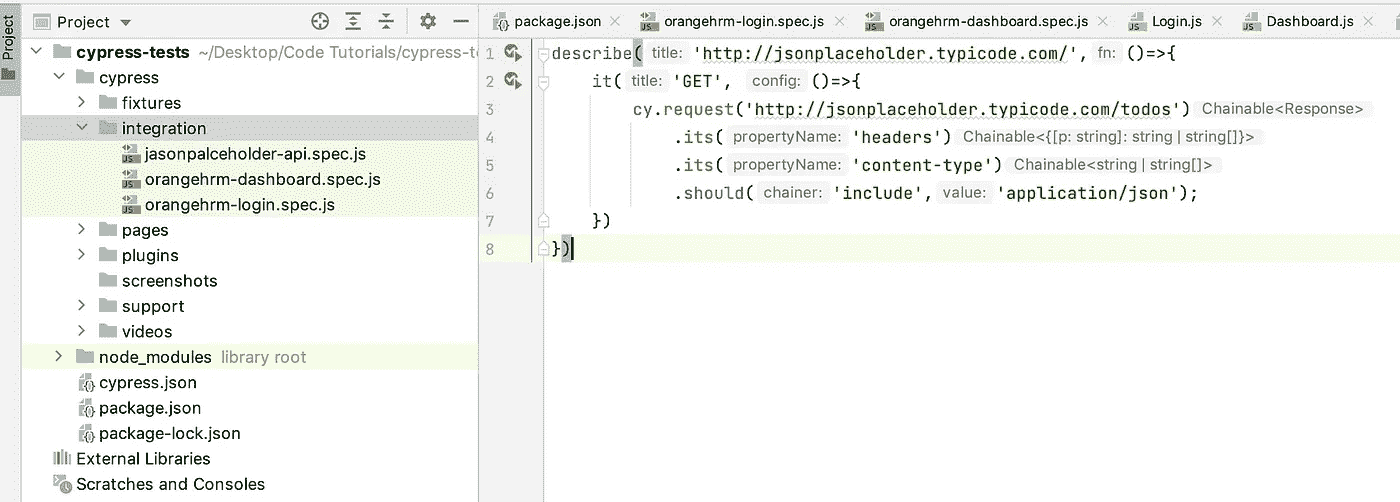 Project
Project
cypress-tests ~/Desktop/Code Tutorials/cypress-te
cypress
fixtures
integration
jasonpalceholder-api.spec.js
orangehrm-dashboard.spec.js
orangehrm-login.spec.js
pages
plugins
screenshots
support
videos
node_modules library root
cypress.json
package.json
package-lock.json
External Libraries
Scratches and Consoles
package.json orangehrm-login.spec.js orangehrm-dashboard.spec.js Login.js Dashboard.js
1 describe( title: 'http://jsonplaceholder.typicode.com/', fn: ()=>{
2 it( title: 'GET', config: ()=>{
3 cy.request('http://jsonplaceholder.typicode.com/todos') Chainable<Response>
4 .its( propertyName: 'headers') Chainable<{[p: string]: string | string[]}>
5 .its( propertyName: 'content-type') Chainable<string | string[]>
6 .should( chainer: 'include', value: 'application/json');
7 })
8 })